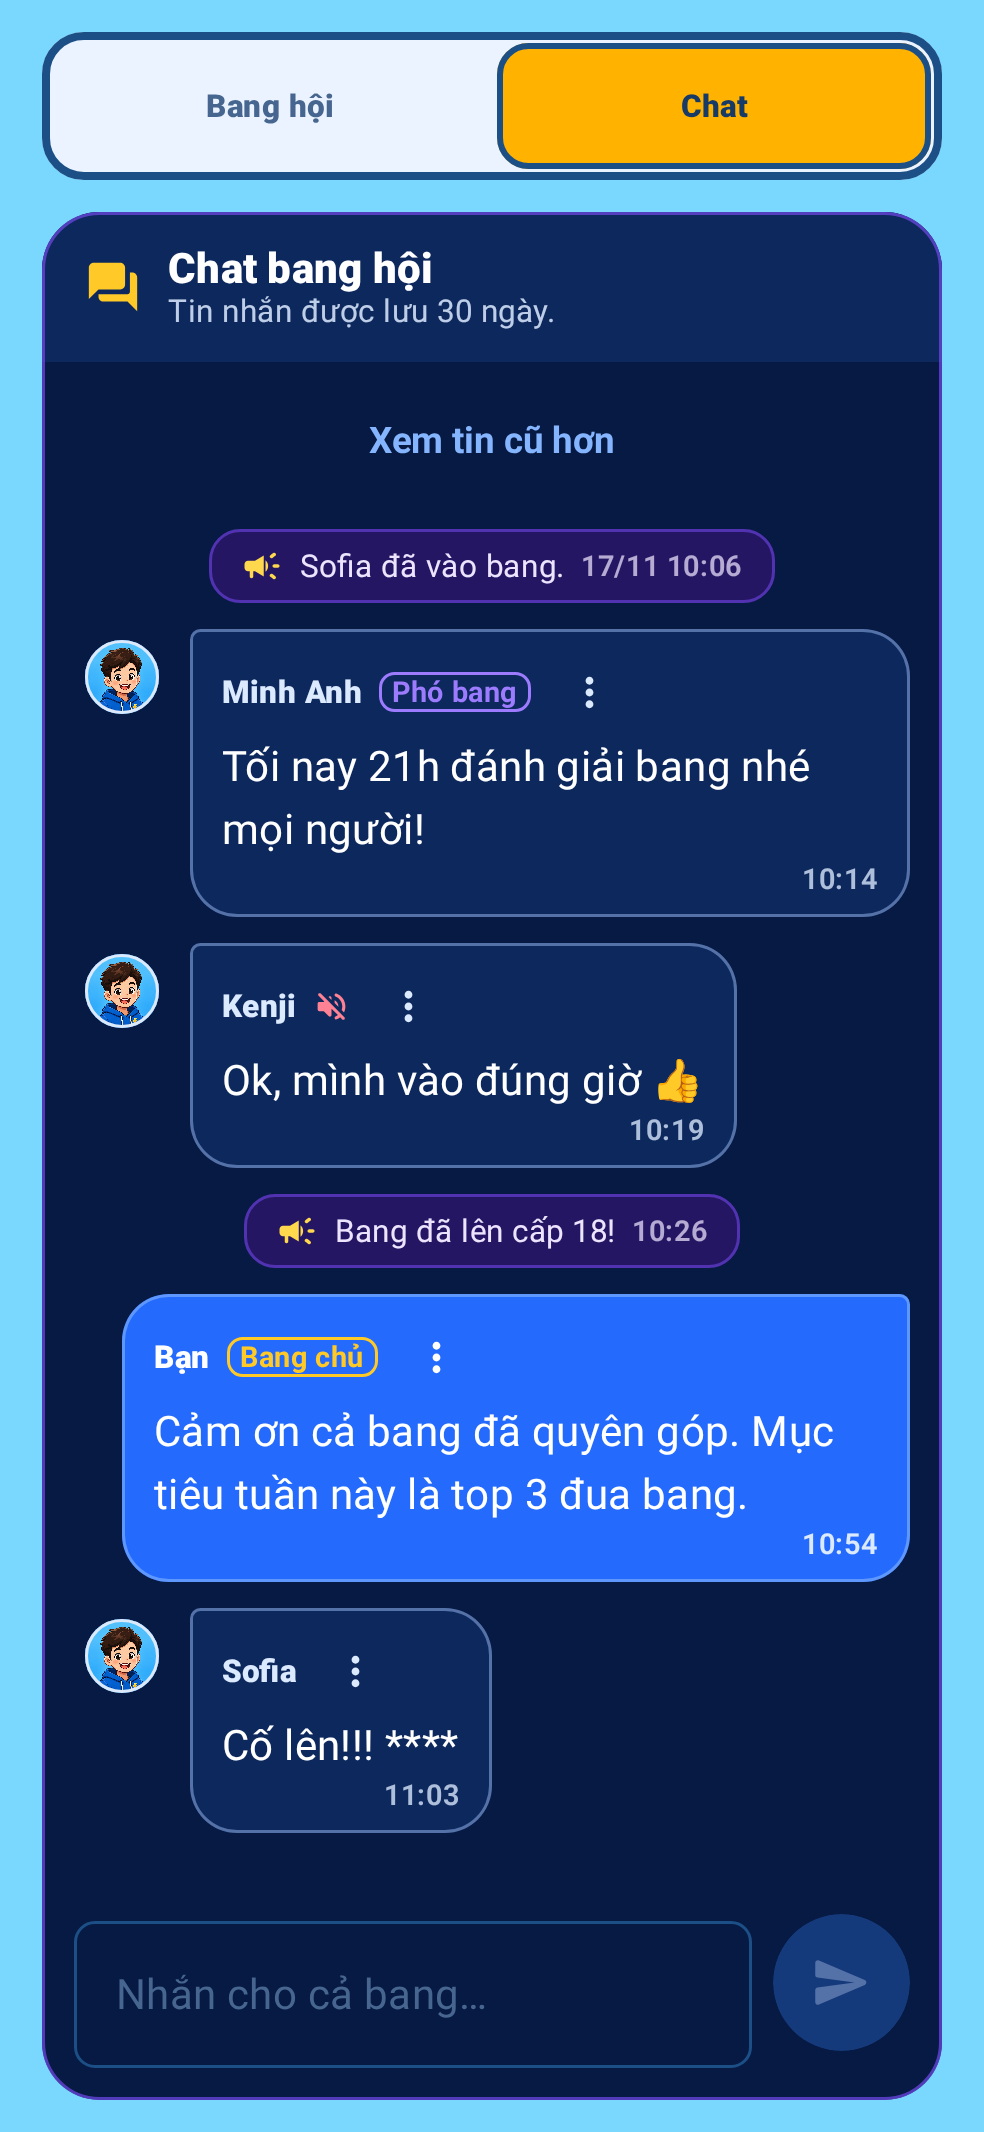 Bang hội
Chat
Chat bang hội
Tin nhắn được lưu 30 ngày.
Xem tin cũ hơn
Sofia đã vào bang. 17/11 10:06
Minh Anh Phó bang
Tối nay 21h đánh giải bang nhé
mọi người!
10:14
Kenji
Ok, mình vào đúng giờ 👍
10:19
Bang đã lên cấp 18! 10:26
Bạn Bang chủ
Cảm ơn cả bang đã quyên góp. Mục
tiêu tuần này là top 3 đua bang.
10:54
Sofia
Cố lên!!! ****
11:03
Nhắn cho cả bang…